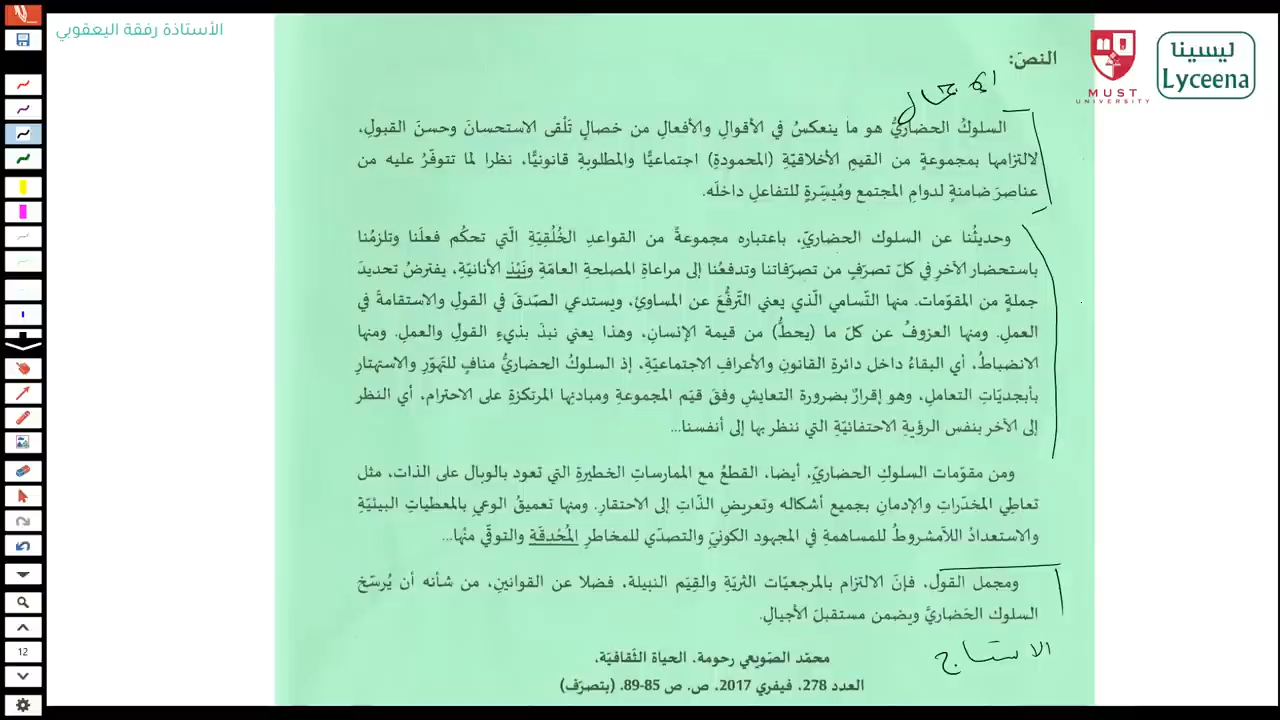 الأستاذة رفقة اليعقوبي
ليسينا
Lyceena
MUST
UNIVERSITY
النصّ:
السلوكُ الحضاريُّ هو ما ينعكسُ في الأقوالِ والأفعالِ من خصالٍ تَلْقى الاستحسانَ وحسنَ القبولِ،
لالتزامها بمجموعةٍ من القيمِ الأخلاقيّةِ (المحمودةِ) اجتماعيًّا والمطلوبةِ قانونيًّا، نظرا لما تتوفّرُ عليه من
عناصرَ ضامنةٍ لدوامِ المجتمع ومُيسّرةٍ للتفاعلِ داخلَه.
وحديثُنا عن السلوك الحضاريّ، باعتباره مجموعةً من القواعدِ الخُلُقيّةِ الّتي تحكُم فعلَنا وتلزمُنا
باستحضار الآخرِ في كلّ تصرّفٍ من تصرّفاتنا وتدفعُنا إلى مراعاةِ المصلحة العامّةِ ونَبْذِ الأنانيّةِ، يفترضُ تحديدَ
جملةٍ من المقوّمات. منها التّسامي الّذي يعني التّرفُّعَ عن المساوئِ، ويستدعي الصّدقَ في القولِ والاستقامةَ في
العملِ. ومنها العزوفُ عن كلّ ما (يحطُّ) من قيمة الإنسانِ، وهذا يعني نبذَ بذيءِ القولِ والعملِ. ومنها
الانضباطُ، أي البقاءُ داخل دائرةِ القانونِ والأعرافِ الاجتماعيّةِ، إذ السلوكُ الحضاريُّ منافٍ للتهوّرِ والاستهتارِ
بأبجديّاتِ التعاملِ، وهو إقرارٌ بضرورة التعايشِ وفق قيَم المجموعةِ ومبادئها المرتكزةِ على الاحترام، أي النظر
إلى الآخر بنفس الرؤيةِ الاحتفائيّةِ التي ننظر بها إلى أنفسنا...
ومن مقوّمات السلوكِ الحضاريّ، أيضا، القطعُ مع الممارساتِ الخطيرةِ التي تعود بالوبال على الذات، مثل
تعاطِي المخدّراتِ والإدمانِ بجميع أشكاله وتعريضِ الذّاتِ إلى الاحتقارِ. ومنها تعميقُ الوعيِ بالمعطياتِ البيئيّةِ
والاستعدادُ اللاّمشروطُ للمساهمةِ في المجهود الكونيّ والتصدّي للمخاطرِ المُحْدقَةِ والتوقّي منْها...
ومجمل القول، فإنّ الالتزام بالمرجعيّات الثريّةِ والقِيَم النبيلة، فضلا عن القوانينِ، من شأنه أن يُرسّخ
السلوك الحَضاريَّ ويضمن مستقبلَ الأجيالِ.
الاستتاج
محمّد الصّويعي رحومة. الحياة الثّقافيّة،
العدد 278، فيفري 2017، ص. ص 85-89. (بتصرّف)
12